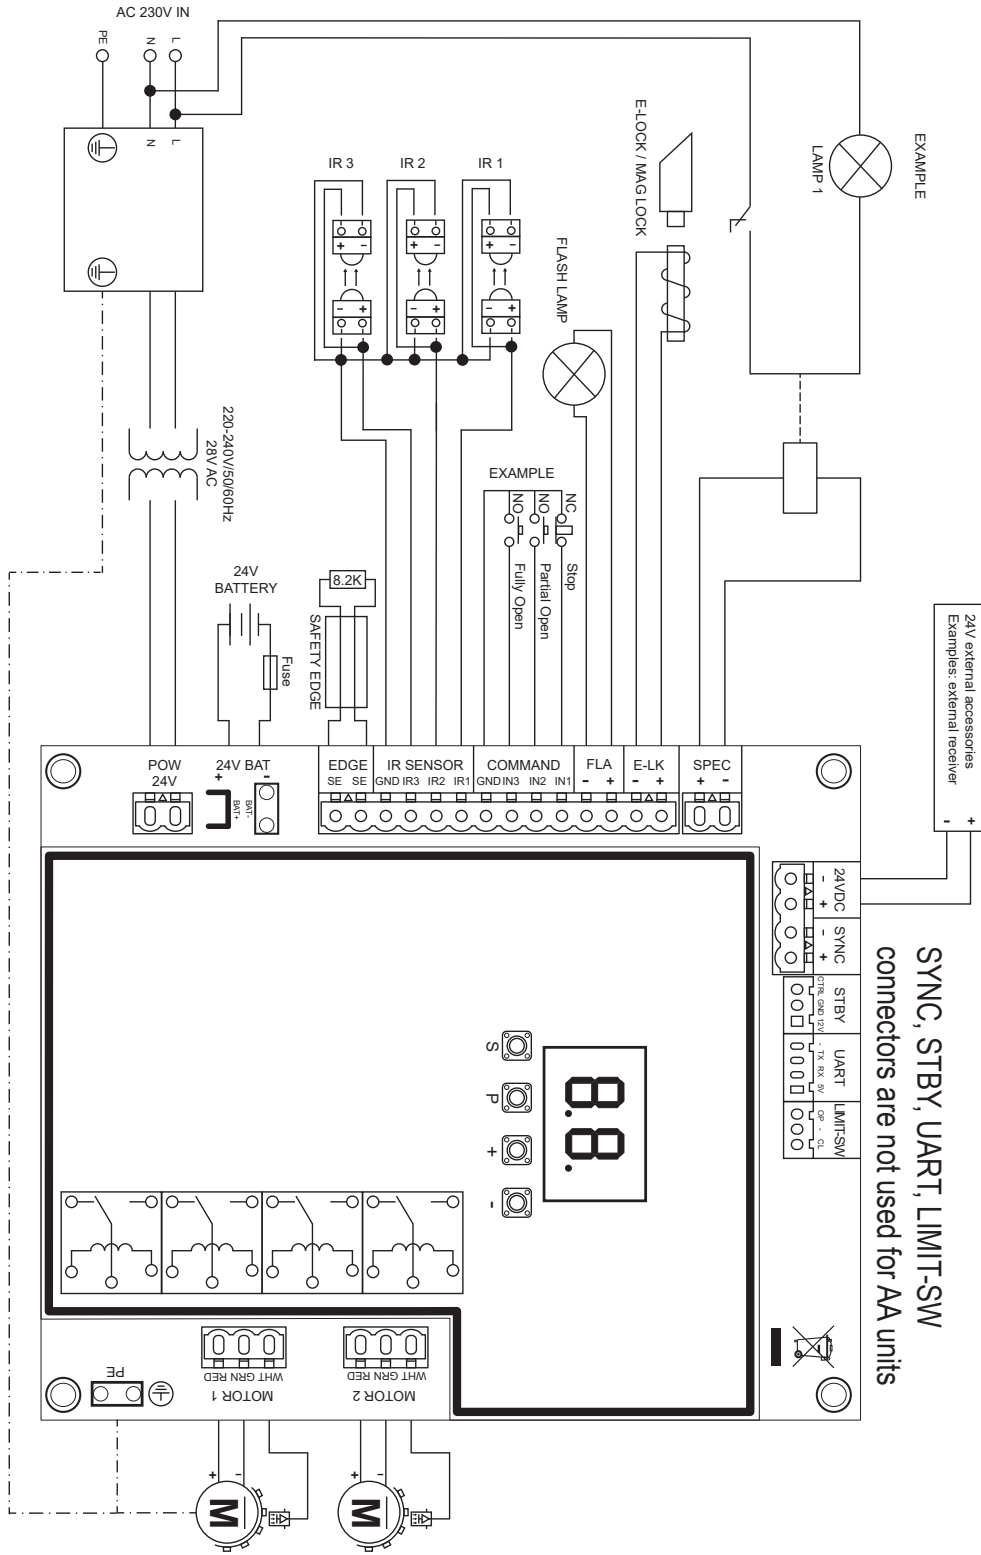 AC 230V IN
PE
N
L
N
L
EXAMPLE
LAMP 1
E-LOCK / MAG LOCK
IR 3
IR 2
IR 1
+ -
+ -
+ -
- +
- +
- +
FLASH LAMP
220-240V/50/60Hz
28V AC
EXAMPLE
NO
NO
NC
Fully Open
Partial Open
Stop
24V
BATTERY
Fuse
8.2K
SAFETY EDGE
24V external accessories
Examples: external receiver
- +
POW
24V
24V BAT
+ -
BAT+
BAT-
EDGE
SE SE
IR SENSOR
GND IR3 IR2 IR1
COMMAND
GND IN3 IN2 IN1
FLA
- +
E-LK
- +
SPEC
+ -
24VDC
- +
SYNC
- +
STBY
CTRL GND 12V
UART
- TX RX 5V
LIMIT-SW
OP - CL
SYNC, STBY, UART, LIMIT-SW
connectors are not used for AA units
8.8.
S
P
+
-
PE
WHT GRN RED
MOTOR 1
WHT GRN RED
MOTOR 2
+ -
M
+ -
M